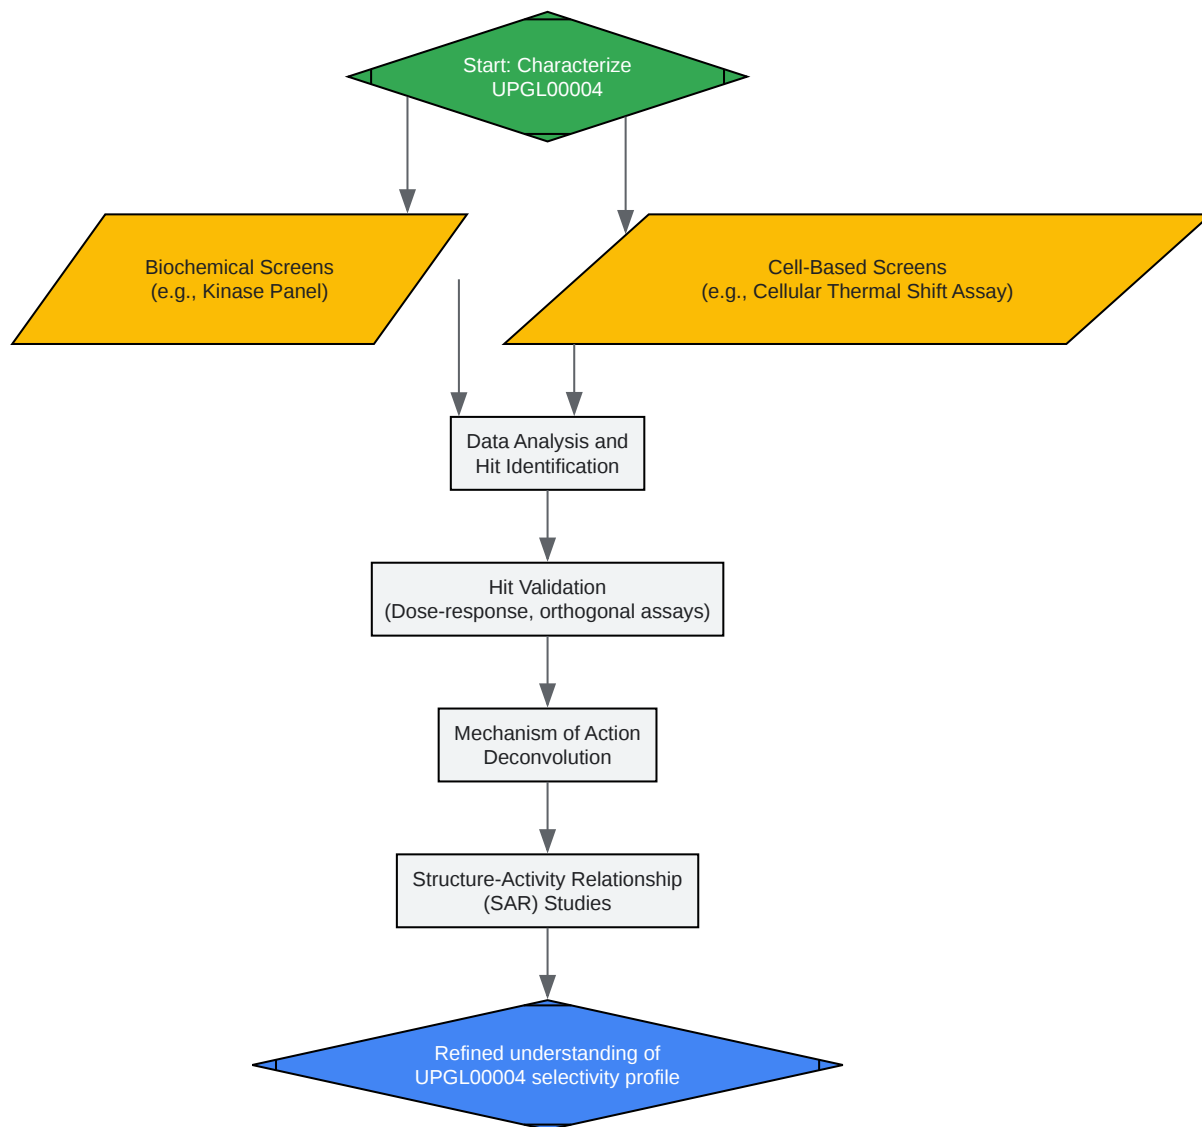 Start: Characterize
UPGL00004
Biochemical Screens
(e.g., Kinase Panel)
Cell-Based Screens
(e.g., Cellular Thermal Shift Assay)
Data Analysis and
Hit Identification
Hit Validation
(Dose-response, orthogonal assays)
Mechanism of Action
Deconvolution
Structure-Activity Relationship
(SAR) Studies
Refined understanding of
UPGL00004 selectivity profile